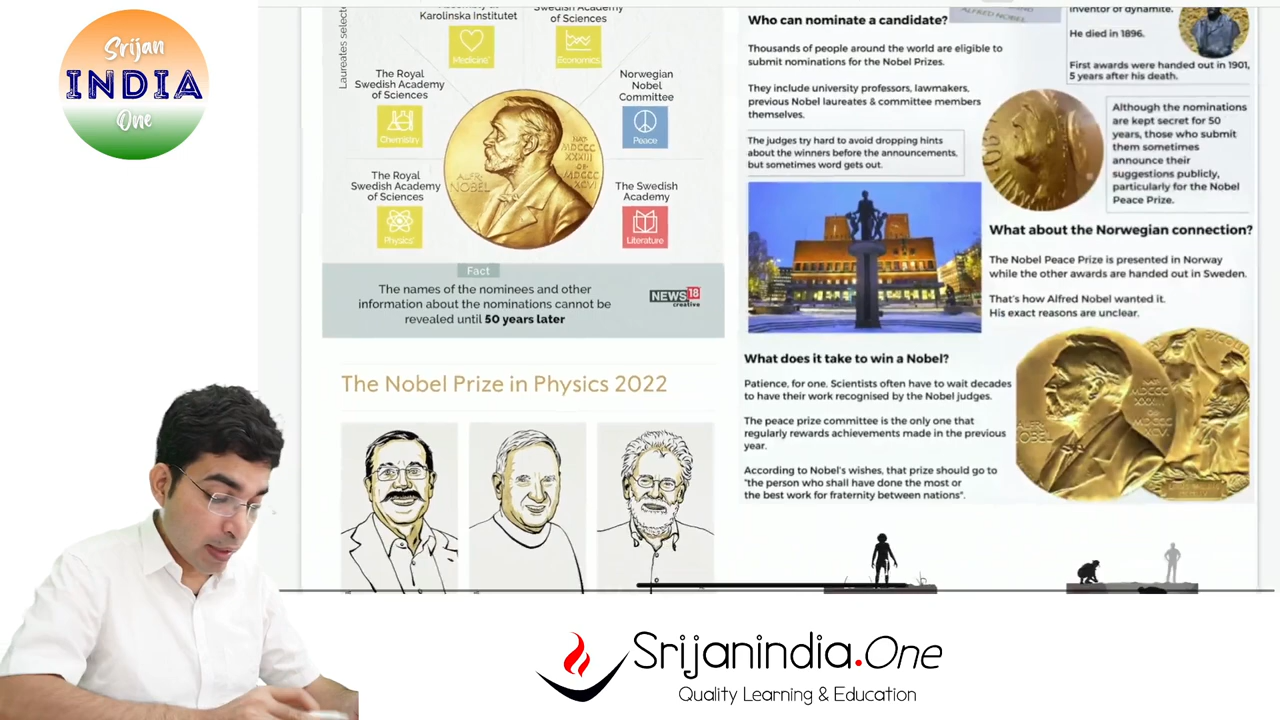 Srijan
INDIA
One
Laureates selecte
Karolinska Institutet
Swedish Academy
of Sciences
Medicine*
Economics
The Royal
Swedish Academy
of Sciences
Chemistry
Norwegian
Nobel
Committee
Peace
The Royal
Swedish Academy
of Sciences
Physics*
The Swedish
Academy
Literature
ALFR.
NOBEL
NAT.
MDCCC
XXXIII
OB.
MDCCC
XCVI
Fact
The names of the nominees and other
information about the nominations cannot be
revealed until 50 years later
NEWS18
creative
The Nobel Prize in Physics 2022
Who can nominate a candidate?
ALFRED NOBEL
Thousands of people around the world are eligible to
submit nominations for the Nobel Prizes.
They include university professors, lawmakers,
previous Nobel laureates & committee members
themselves.
The judges try hard to avoid dropping hints
about the winners before the announcements,
but sometimes word gets out.
What does it take to win a Nobel?
Patience, for one. Scientists often have to wait decades
to have their work recognised by the Nobel judges.
The peace prize committee is the only one that
regularly rewards achievements made in the previous
year.
According to Nobel's wishes, that prize should go to
"the person who shall have done the most or
the best work for fraternity between nations".
inventor of dynamite.
He died in 1896.
First awards were handed out in 1901,
5 years after his death.
Although the nominations
are kept secret for 50
years, those who submit
them sometimes
announce their
suggestions publicly,
particularly for the Nobel
Peace Prize.
What about the Norwegian connection?
The Nobel Peace Prize is presented in Norway
while the other awards are handed out in Sweden.
That's how Alfred Nobel wanted it.
His exact reasons are unclear.
Srijanindia.One
Quality Learning & Education